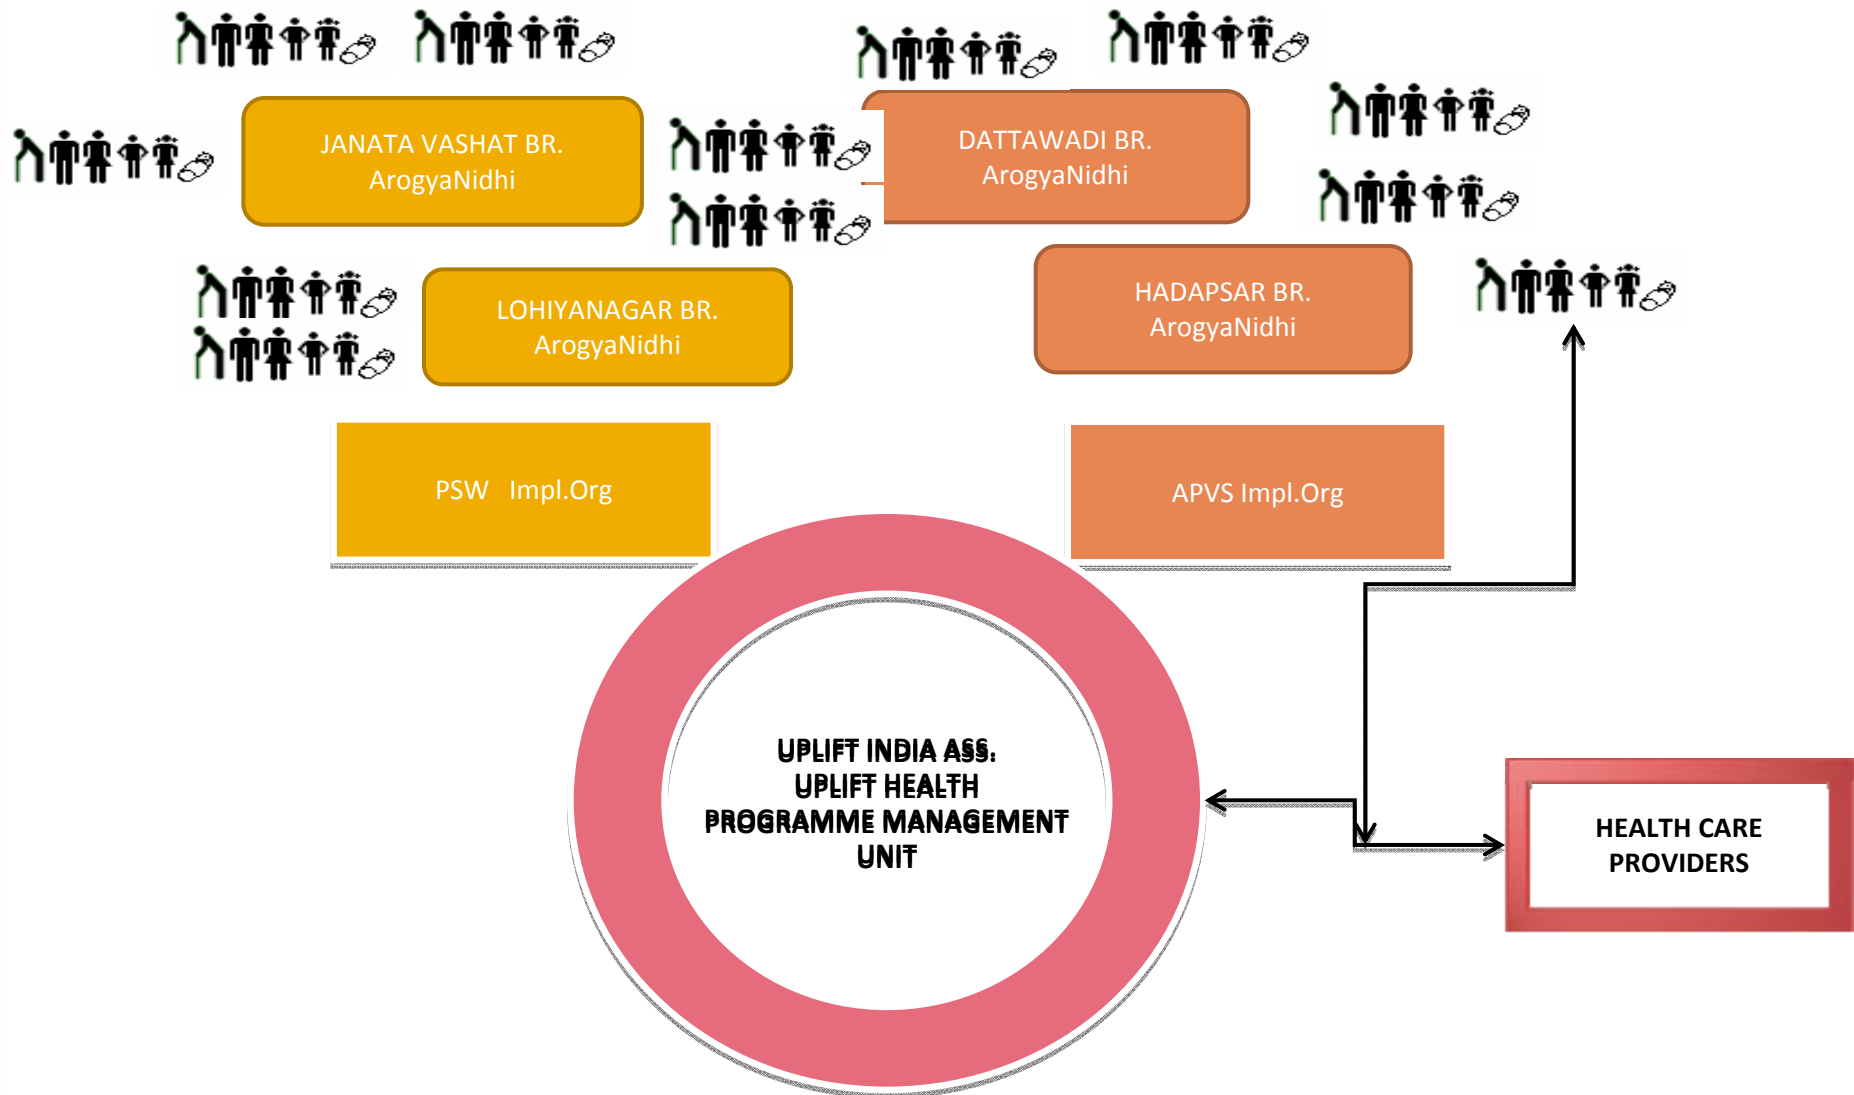 JANATA VASHAT BR.
ArogyaNidhi
DATTAWADI BR.
ArogyaNidhi
LOHIYANAGAR BR.
ArogyaNidhi
HADAPSAR BR.
ArogyaNidhi
PSW Impl.Org
APVS Impl.Org
UPLIFT INDIA ASS.
UPLIFT HEALTH
PROGRAMME MANAGEMENT
UNIT
HEALTH CARE
PROVIDERS